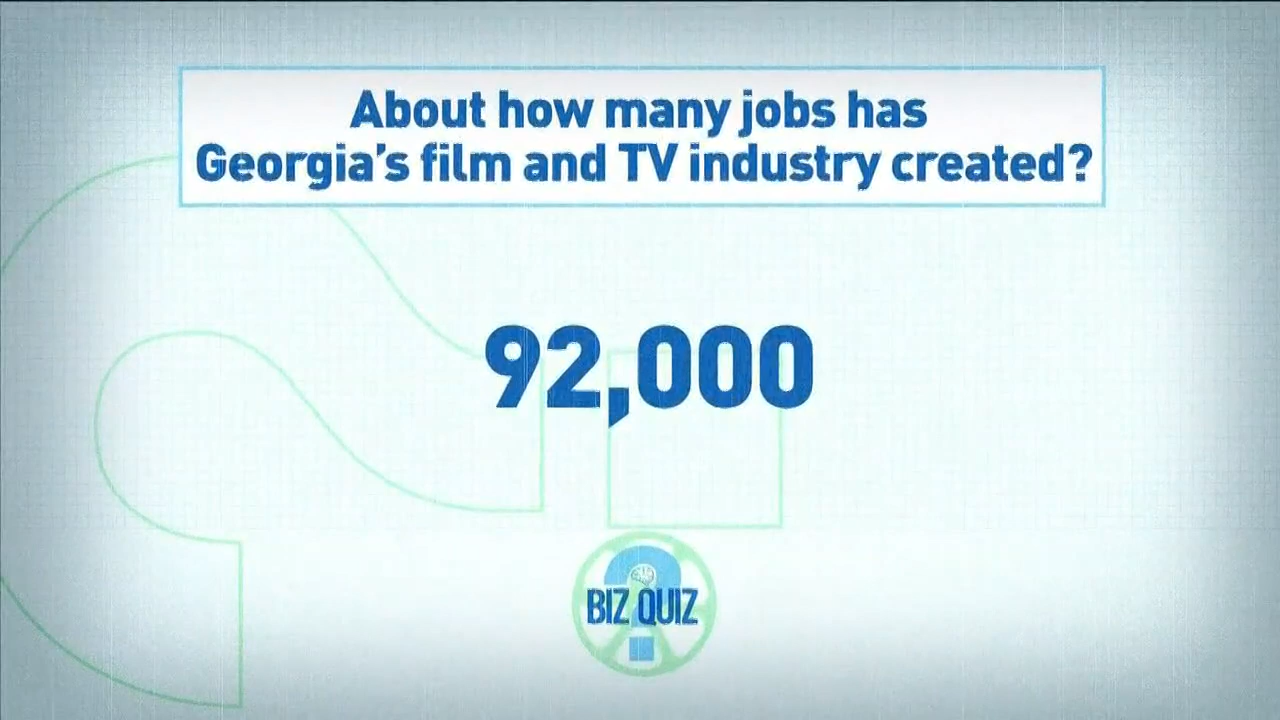 About how many jobs has
Georgia's film and TV industry created?
92,000
BIZ QUIZ